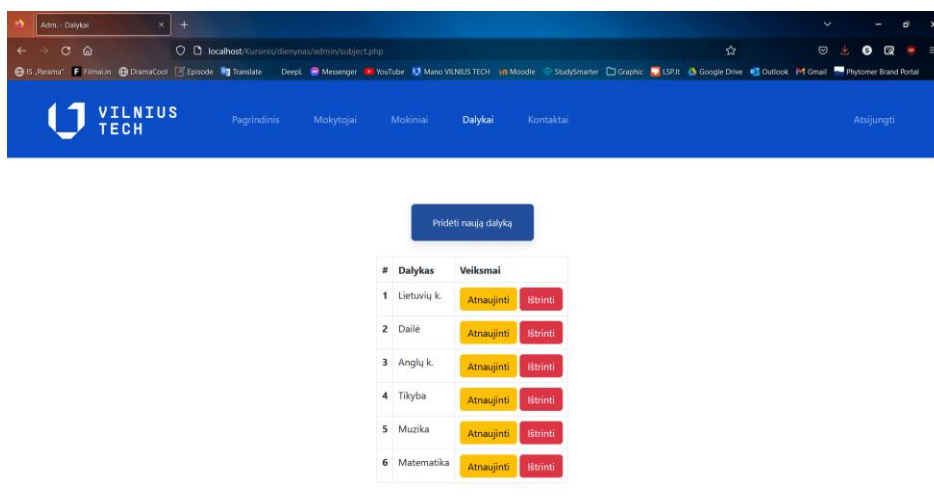 Adm. - Dalykai
localhost/Kursinis/dienynas/admin/subject.php
IS „Parama" Filmai.in DramaCool Episode Translate DeepL Messenger YouTube Mano VILNIUS TECH Moodle StudySmarter Graphic LSP.lt Google Drive Outlook Gmail Phytomer Brand Portal
VILNIUS
TECH
Pagrindinis Mokytojai Mokiniai Dalykai Kontaktai Atsijungti
Pridėti naują dalyką
# Dalykas Veiksmai
1 Lietuvių k. Atnaujinti Ištrinti
2 Dailė Atnaujinti Ištrinti
3 Anglų k. Atnaujinti Ištrinti
4 Tikyba Atnaujinti Ištrinti
5 Muzika Atnaujinti Ištrinti
6 Matematika Atnaujinti Ištrinti